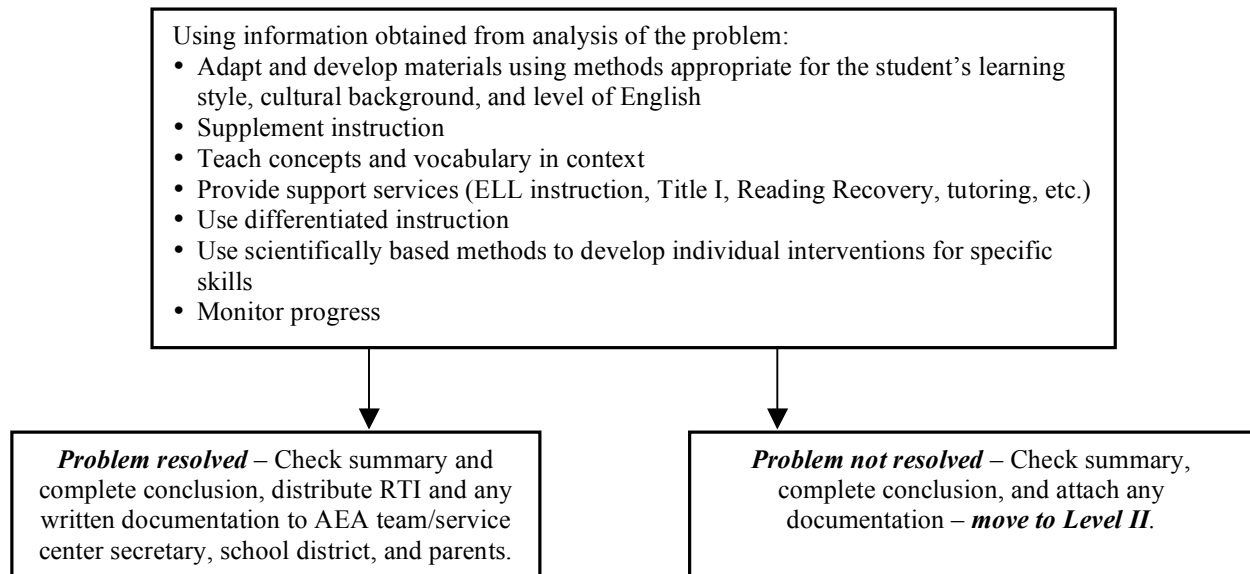 Using information obtained from analysis of the problem:
• Adapt and develop materials using methods appropriate for the student’s learning
style, cultural background, and level of English
• Supplement instruction
• Teach concepts and vocabulary in context
• Provide support services (ELL instruction, Title I, Reading Recovery, tutoring, etc.)
• Use differentiated instruction
• Use scientifically based methods to develop individual interventions for specific
skills
• Monitor progress
Problem resolved – Check summary and
complete conclusion, distribute RTI and any
written documentation to AEA team/service
center secretary, school district, and parents.
Problem not resolved – Check summary,
complete conclusion, and attach any
documentation – move to Level II.